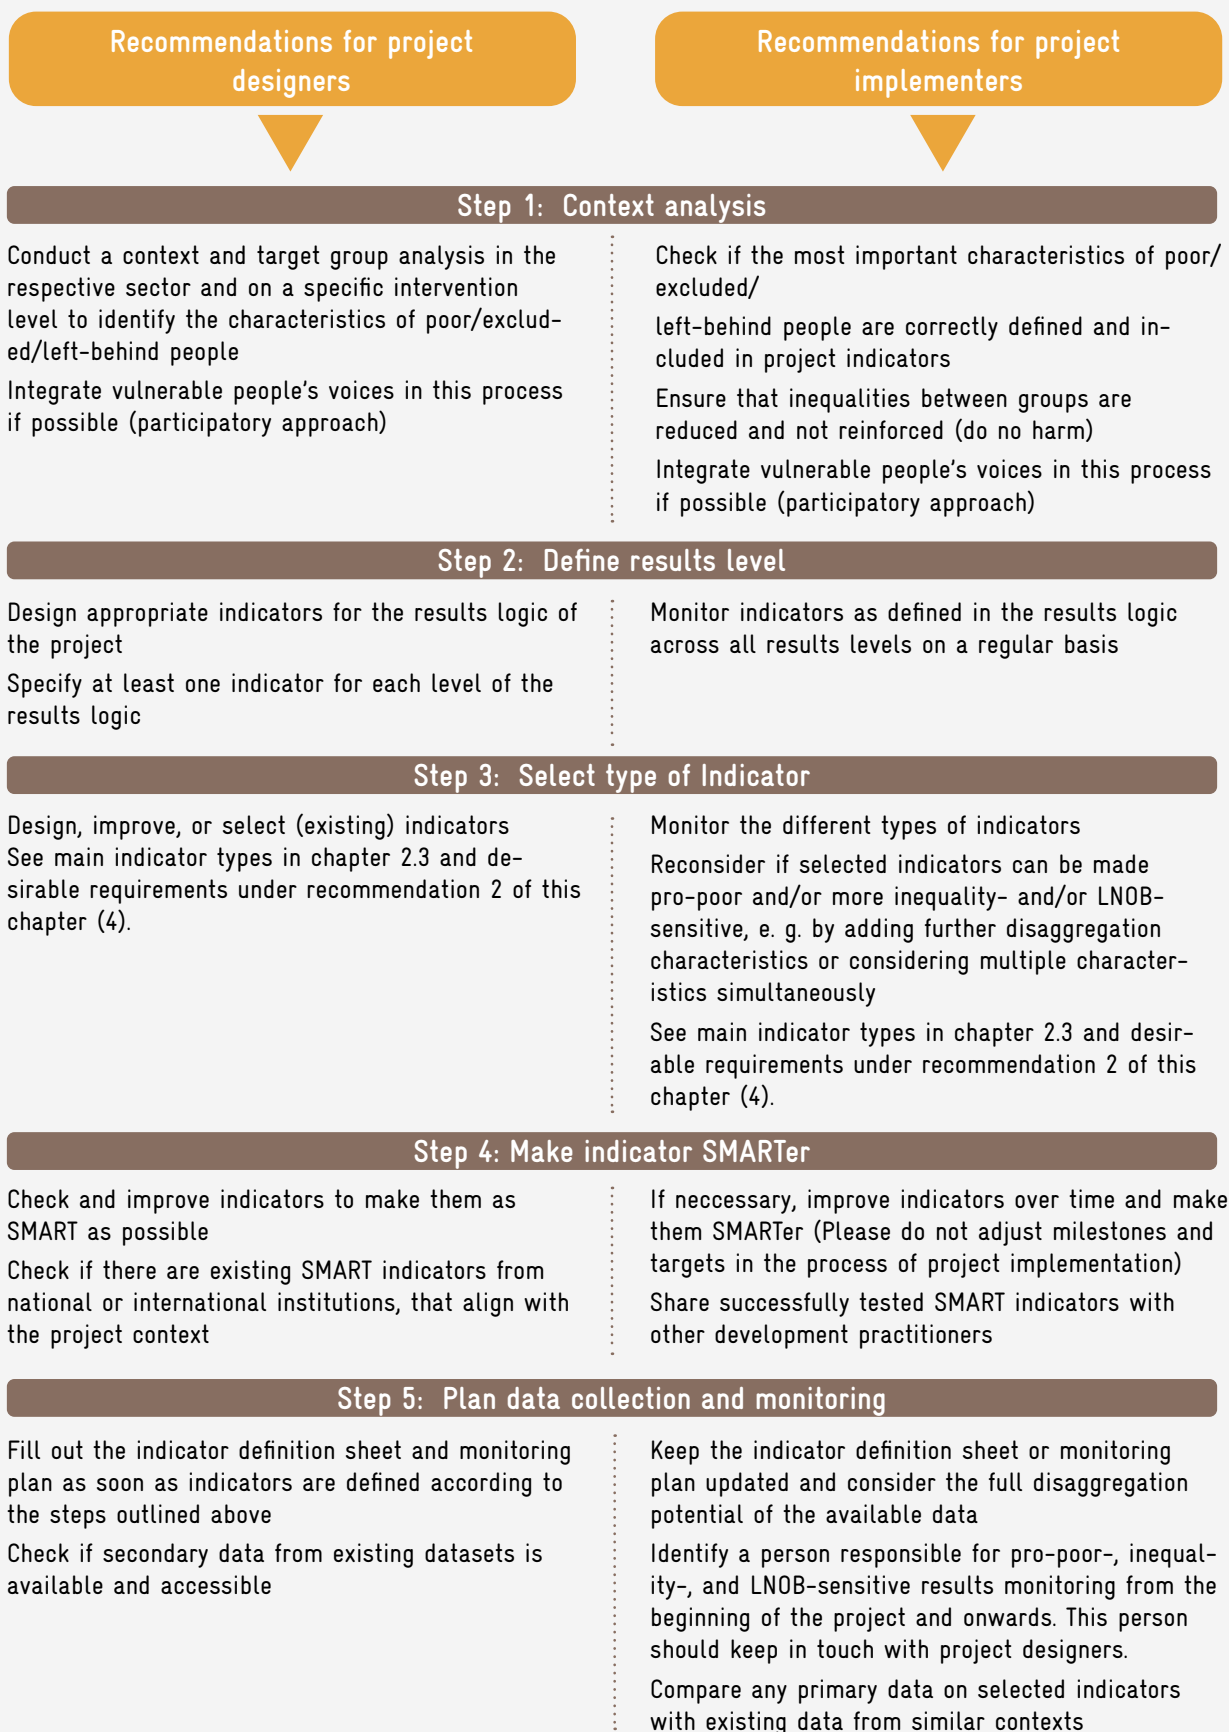 Recommendations for project
designers
Recommendations for project
implementers
Step 1: Context analysis
Conduct a context and target group analysis in the
respective sector and on a specific intervention
level to identify the characteristics of poor/exclud-
ed/left-behind people
Integrate vulnerable people's voices in this process
if possible (participatory approach)
Check if the most important characteristics of poor/
excluded/
left-behind people are correctly defined and in-
cluded in project indicators
Ensure that inequalities between groups are
reduced and not reinforced (do no harm)
Integrate vulnerable people's voices in this process
if possible (participatory approach)
Step 2: Define results level
Design appropriate indicators for the results logic of
the project
Specify at least one indicator for each level of the
results logic
Monitor indicators as defined in the results logic
across all results levels on a regular basis
Step 3: Select type of Indicator
Design, improve, or select (existing) indicators
See main indicator types in chapter 2.3 and de-
sirable requirements under recommendation 2 of this
chapter (4).
Monitor the different types of indicators
Reconsider if selected indicators can be made
pro-poor and/or more inequality- and/or LNOB-
sensitive, e. g. by adding further disaggregation
characteristics or considering multiple character-
istics simultaneously
See main indicator types in chapter 2.3 and desir-
able requirements under recommendation 2 of this
chapter (4).
Step 4: Make indicator SMARTer
Check and improve indicators to make them as
SMART as possible
Check if there are existing SMART indicators from
national or international institutions, that align with
the project context
If neccessary, improve indicators over time and make
them SMARTer (Please do not adjust milestones and
targets in the process of project implementation)
Share successfully tested SMART indicators with
other development practitioners
Step 5: Plan data collection and monitoring
Fill out the indicator definition sheet and monitoring
plan as soon as indicators are defined according to
the steps outlined above
Check if secondary data from existing datasets is
available and accessible
Keep the indicator definition sheet or monitoring
plan updated and consider the full disaggregation
potential of the available data
Identify a person responsible for pro-poor-, inequal-
ity-, and LNOB-sensitive results monitoring from the
beginning of the project and onwards. This person
should keep in touch with project designers.
Compare any primary data on selected indicators
with existing data from similar contexts